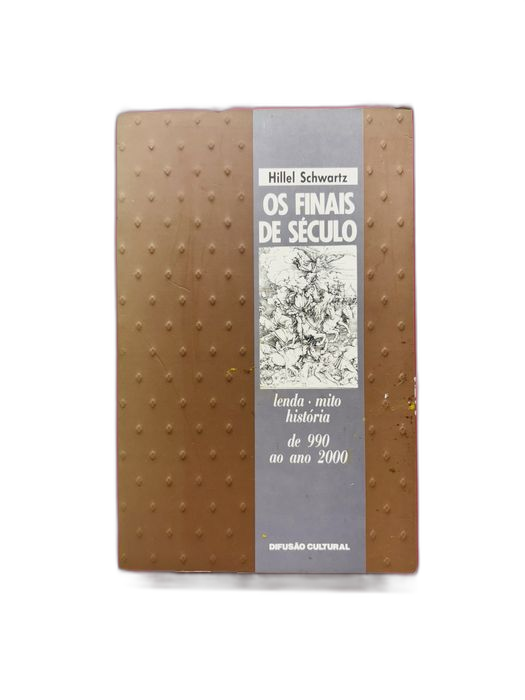 Hillel Schwartz
OS FINAIS
DE SÉCULO
lenda · mito
história
de 990
ao ano 2000
DIFUSÃO CULTURAL